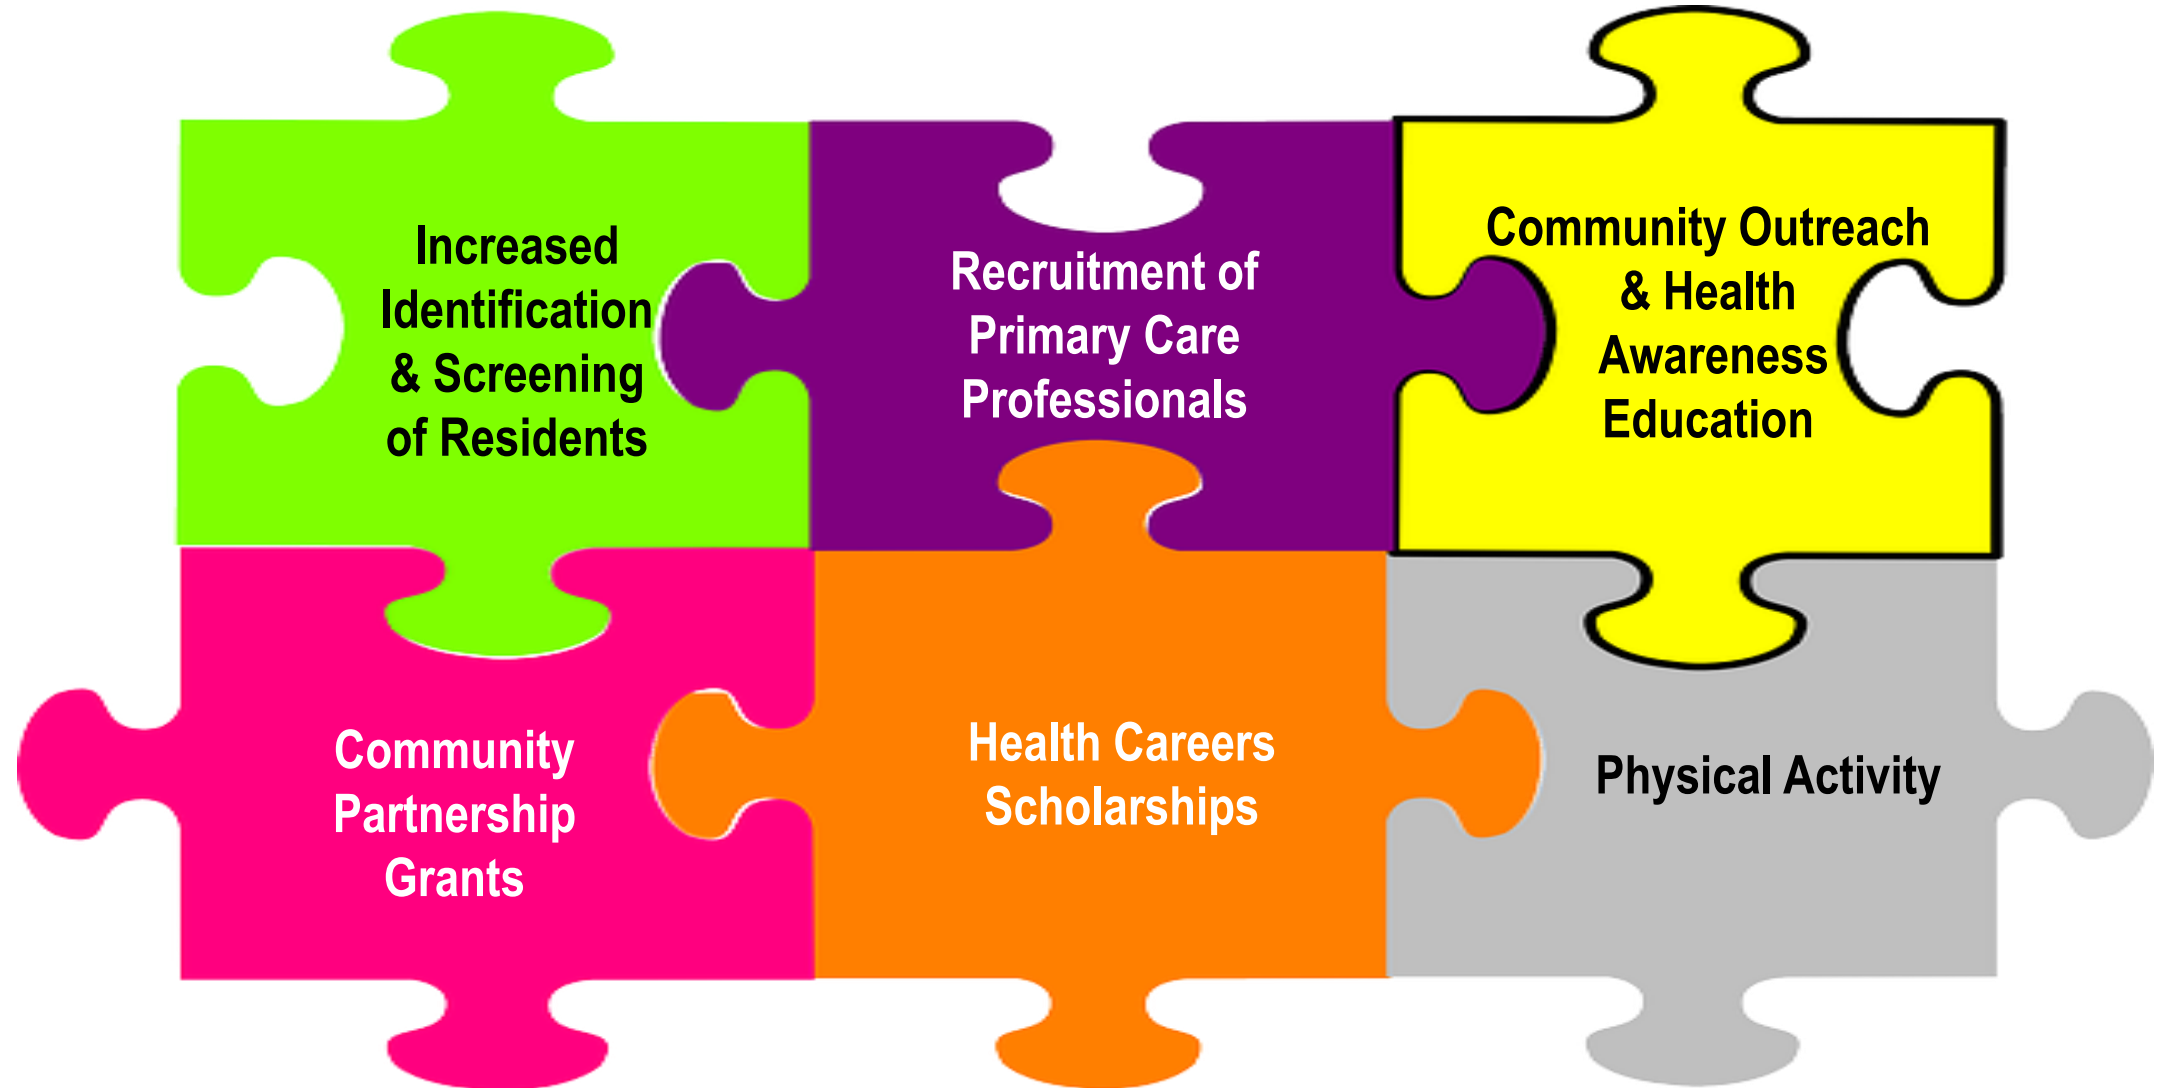 Increased
Identification
& Screening
of Residents
Recruitment of
Primary Care
Professionals
Community Outreach
& Health
Awareness
Education
Community
Partnership
Grants
Health Careers
Scholarships
Physical Activity